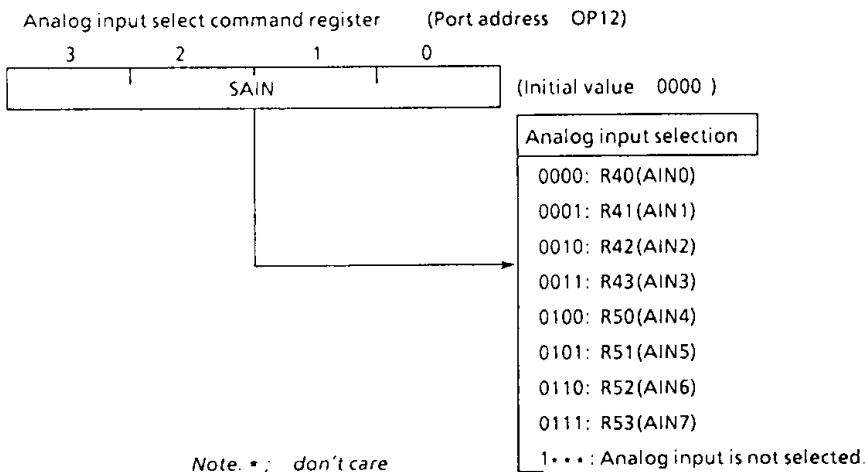 Analog input select command register (Port address OP12)
3 2 1 0
SAIN
(Initial value 0000 )
Analog input selection
0000: R40(AIN0)
0001: R41(AIN1)
0010: R42(AIN2)
0011: R43(AIN3)
0100: R50(AIN4)
0101: R51(AIN5)
0110: R52(AIN6)
0111: R53(AIN7)
1***: Analog input is not selected.
Note. *; don't care